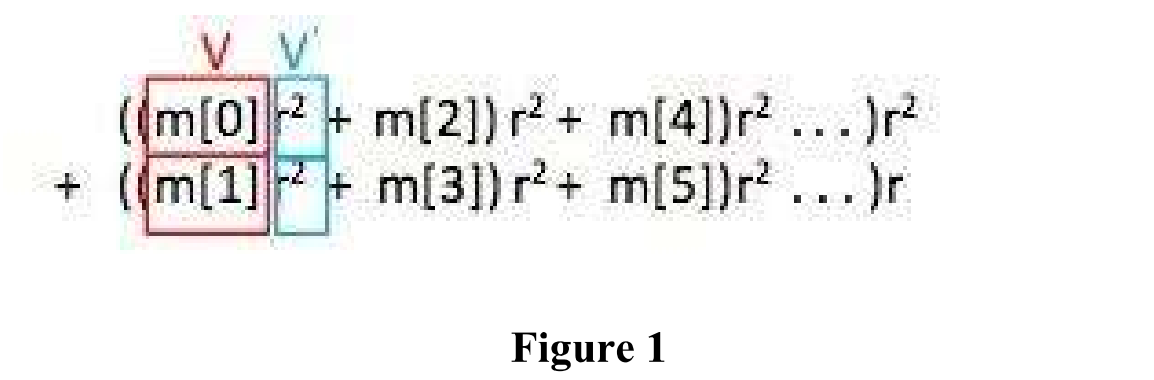 V V'
((m[0] r² + m[2]) r² + m[4])r² ...)r²
+ ((m[1] r² + m[3]) r² + m[5])r² ...)r
Figure 1